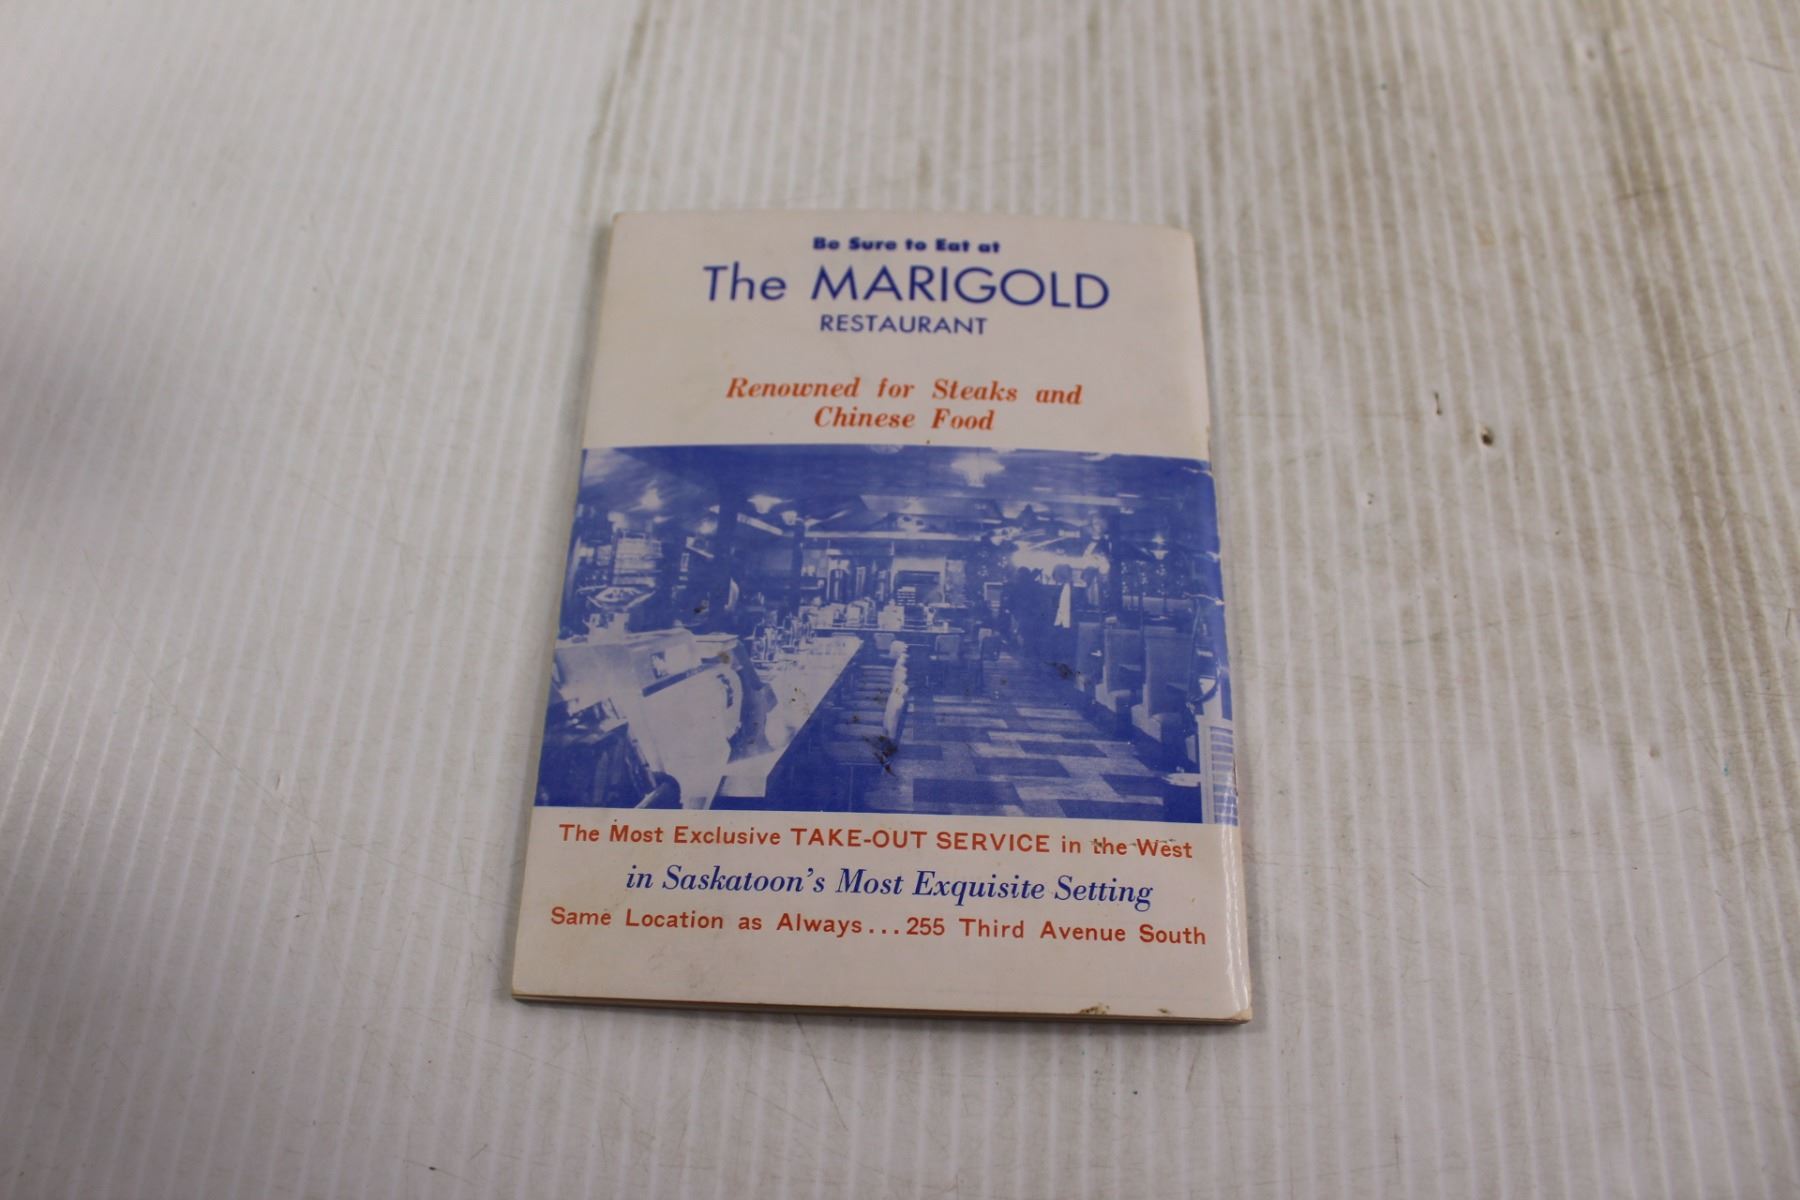 Be Sure to Eat at
The MARIGOLD
RESTAURANT
Renowned for Steaks and
Chinese Food
The Most Exclusive TAKE-OUT SERVICE in the West
in Saskatoon's Most Exquisite Setting
Same Location as Always...255 Third Avenue South